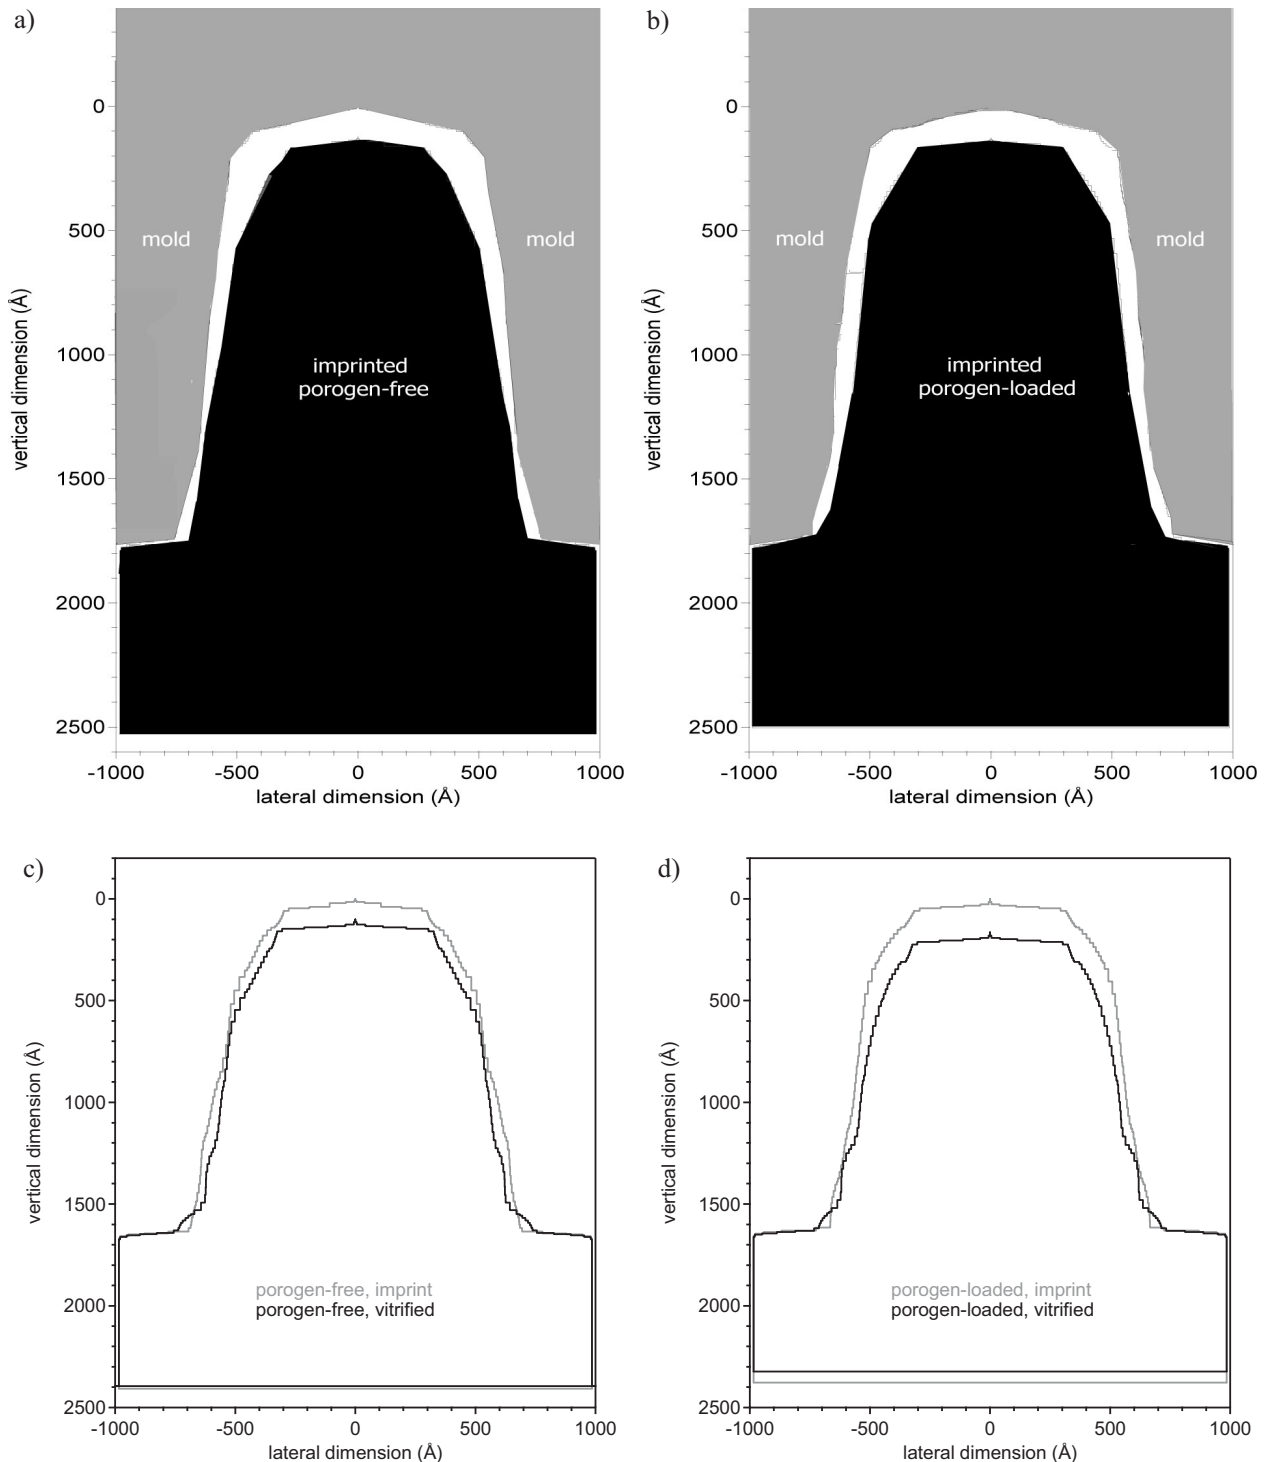 a)
0
500
1000
1500
2000
2500
vertical dimension (Å)
mold
mold
imprinted
porogen-free
-1000 -500 0 500 1000
lateral dimension (Å)
b)
0
500
1000
1500
2000
2500
vertical dimension (Å)
mold
mold
imprinted
porogen-loaded
-1000 -500 0 500 1000
lateral dimension (Å)
c)
0
500
1000
1500
2000
2500
vertical dimension (Å)
porogen-free, imprint
porogen-free, vitrified
-1000 -500 0 500 1000
lateral dimension (Å)
d)
0
500
1000
1500
2000
2500
vertical dimension (Å)
porogen-loaded, imprint
porogen-loaded, vitrified
-1000 -500 0 500 1000
lateral dimension (Å)